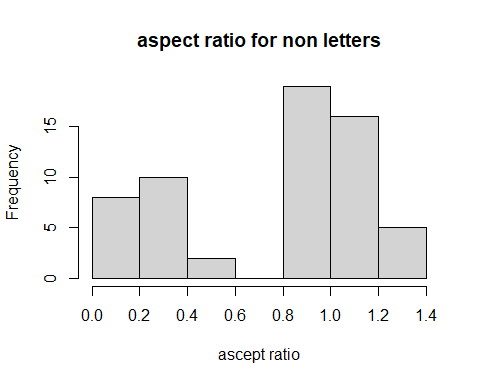 aspect ratio for non letters
Frequency
15
10
5
0
0.0 0.2 0.4 0.6 0.8 1.0 1.2 1.4
ascept ratio